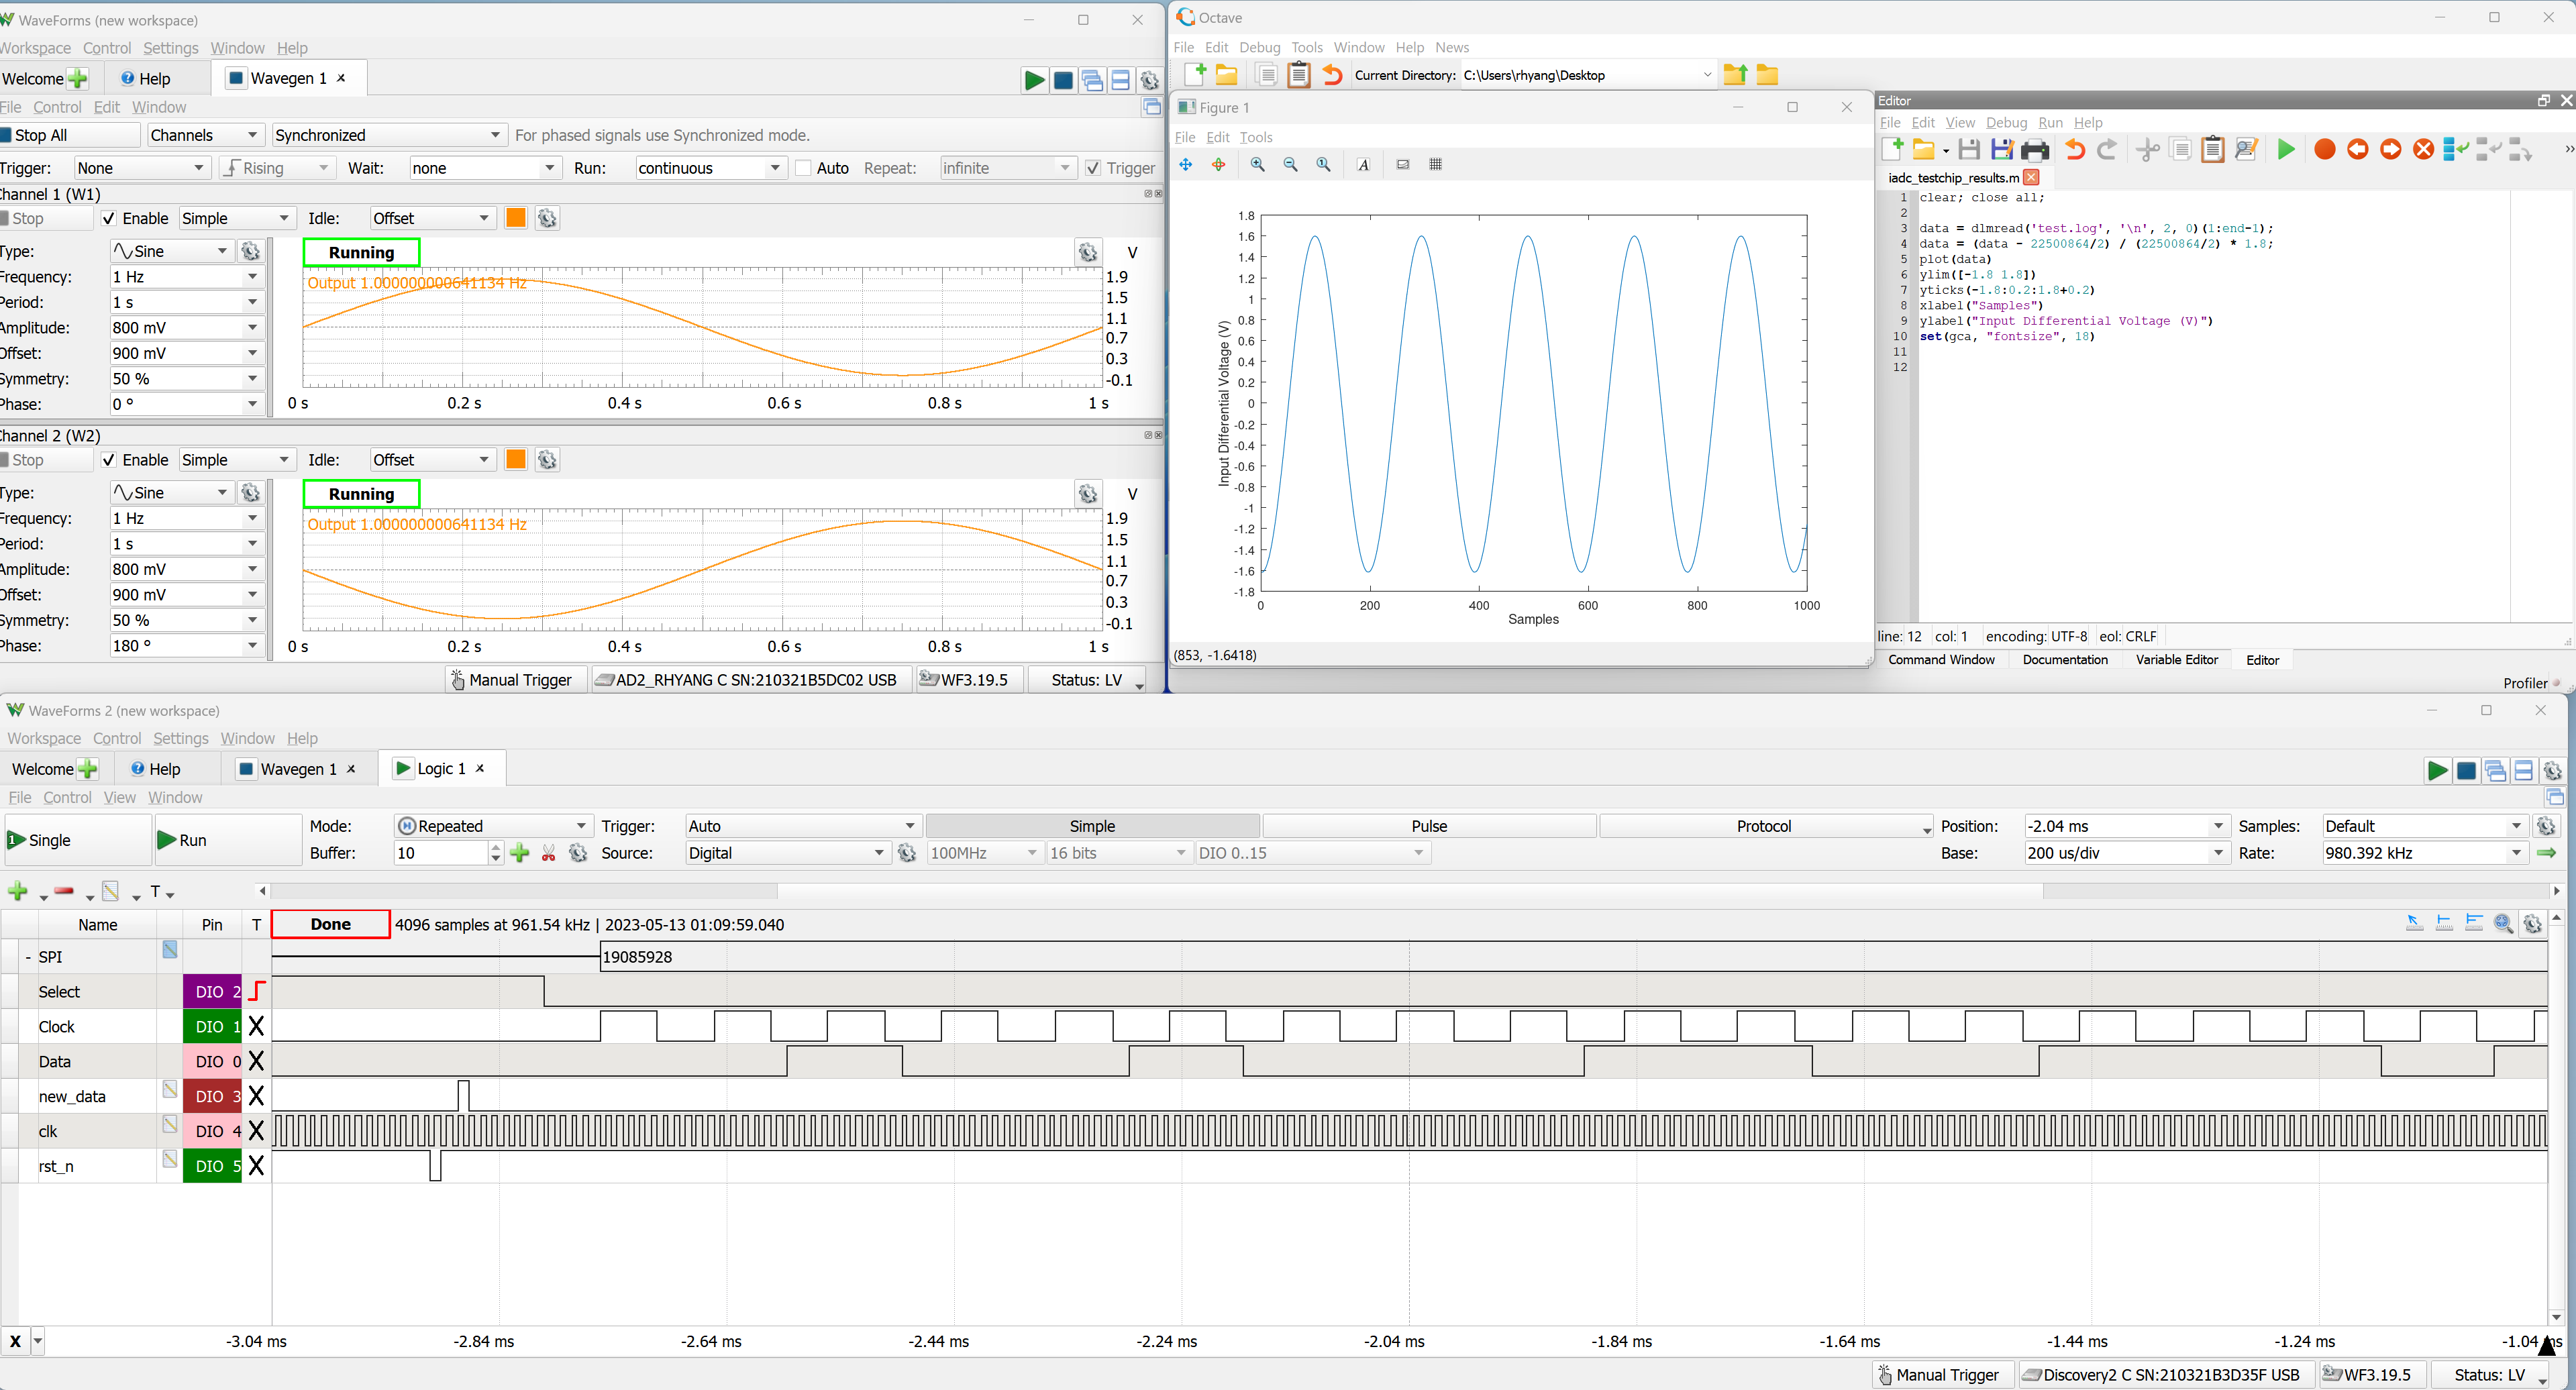 WaveForms (new workspace)
Workspace Control Settings Window Help
Welcome Help Wavegen 1
File Control Edit Window
Stop All Channels Synchronized For phased signals use Synchronized mode.
Trigger: None Rising Wait: none Run: continuous Auto Repeat: infinite Trigger
Channel 1 (W1)
Stop Enable Simple Idle: Offset
Type: Sine
Frequency: 1 Hz
Period: 1 s
Amplitude: 800 mV
Offset: 900 mV
Symmetry: 50 %
Phase: 0 º
Running V
Output 1.000000000641134 Hz
1.9
1.5
1.1
0.7
0.3
-0.1
0 s 0.2 s 0.4 s 0.6 s 0.8 s 1 s
Channel 2 (W2)
Stop Enable Simple Idle: Offset
Type: Sine
Frequency: 1 Hz
Period: 1 s
Amplitude: 800 mV
Offset: 900 mV
Symmetry: 50 %
Phase: 180 º
Running V
Output 1.000000000641134 Hz
1.9
1.5
1.1
0.7
0.3
-0.1
0 s 0.2 s 0.4 s 0.6 s 0.8 s 1 s
Manual Trigger AD2_RHYANG C SN:210321B5DC02 USB WF3.19.5 Status: LV
Octave
File Edit Debug Tools Window Help News
Current Directory: C:\Users\rhyang\Desktop
Figure 1
File Edit Tools
A
1.8
1.6
1.4
1.2
1
0.8
0.6
0.4
0.2
0
-0.2
-0.4
-0.6
-0.8
-1
-1.2
-1.4
-1.6
-1.8
Input Differential Voltage (V)
0 200 400 600 800 1000
Samples
(853, -1.6418)
Editor
File Edit View Debug Run Help
iadc_testchip_results.m
1 clear; close all;
2
3 data = dlmread('test.log', '\n', 2, 0)(1:end-1);
4 data = (data - 22500864/2) / (22500864/2) * 1.8;
5 plot(data)
6 ylim([-1.8 1.8])
7 yticks(-1.8:0.2:1.8+0.2)
8 xlabel("Samples")
9 ylabel("Input Differential Voltage (V)")
10 set(gca, "fontsize", 18)
11
12
line: 12 col: 1 encoding: UTF-8 eol: CRLF
Command Window Documentation Variable Editor Editor
Profiler
WaveForms 2 (new workspace)
Workspace Control Settings Window Help
Welcome Help Wavegen 1 Logic 1
File Control View Window
1 Single Run Mode: Repeated Trigger: Auto Simple Pulse Protocol Position: -2.04 ms Samples: Default
Buffer: 10 Source: Digital 100MHz 16 bits DIO 0..15 Base: 200 us/div Rate: 980.392 kHz
T
Name Pin T Done 4096 samples at 961.54 kHz | 2023-05-13 01:09:59.040
- SPI 19085928
Select DIO 2
Clock DIO 1 X
Data DIO 0 X
new_data DIO 3 X
clk DIO 4 X
rst_n DIO 5 X
X -3.04 ms -2.84 ms -2.64 ms -2.44 ms -2.24 ms -2.04 ms -1.84 ms -1.64 ms -1.44 ms -1.24 ms -1.04 ms
Manual Trigger Discovery2 C SN:210321B3D35F USB WF3.19.5 Status: LV